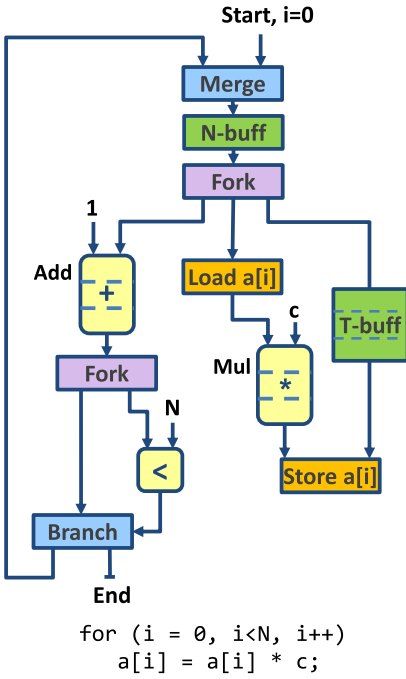 Start, i=0
Merge
N-buff
Fork
1
Add
+
Load a[i]
c
T-buff
Mul
*
Fork
N
<
Store a[i]
Branch
End
for (i = 0, i<N, i++)
a[i] = a[i] * c;